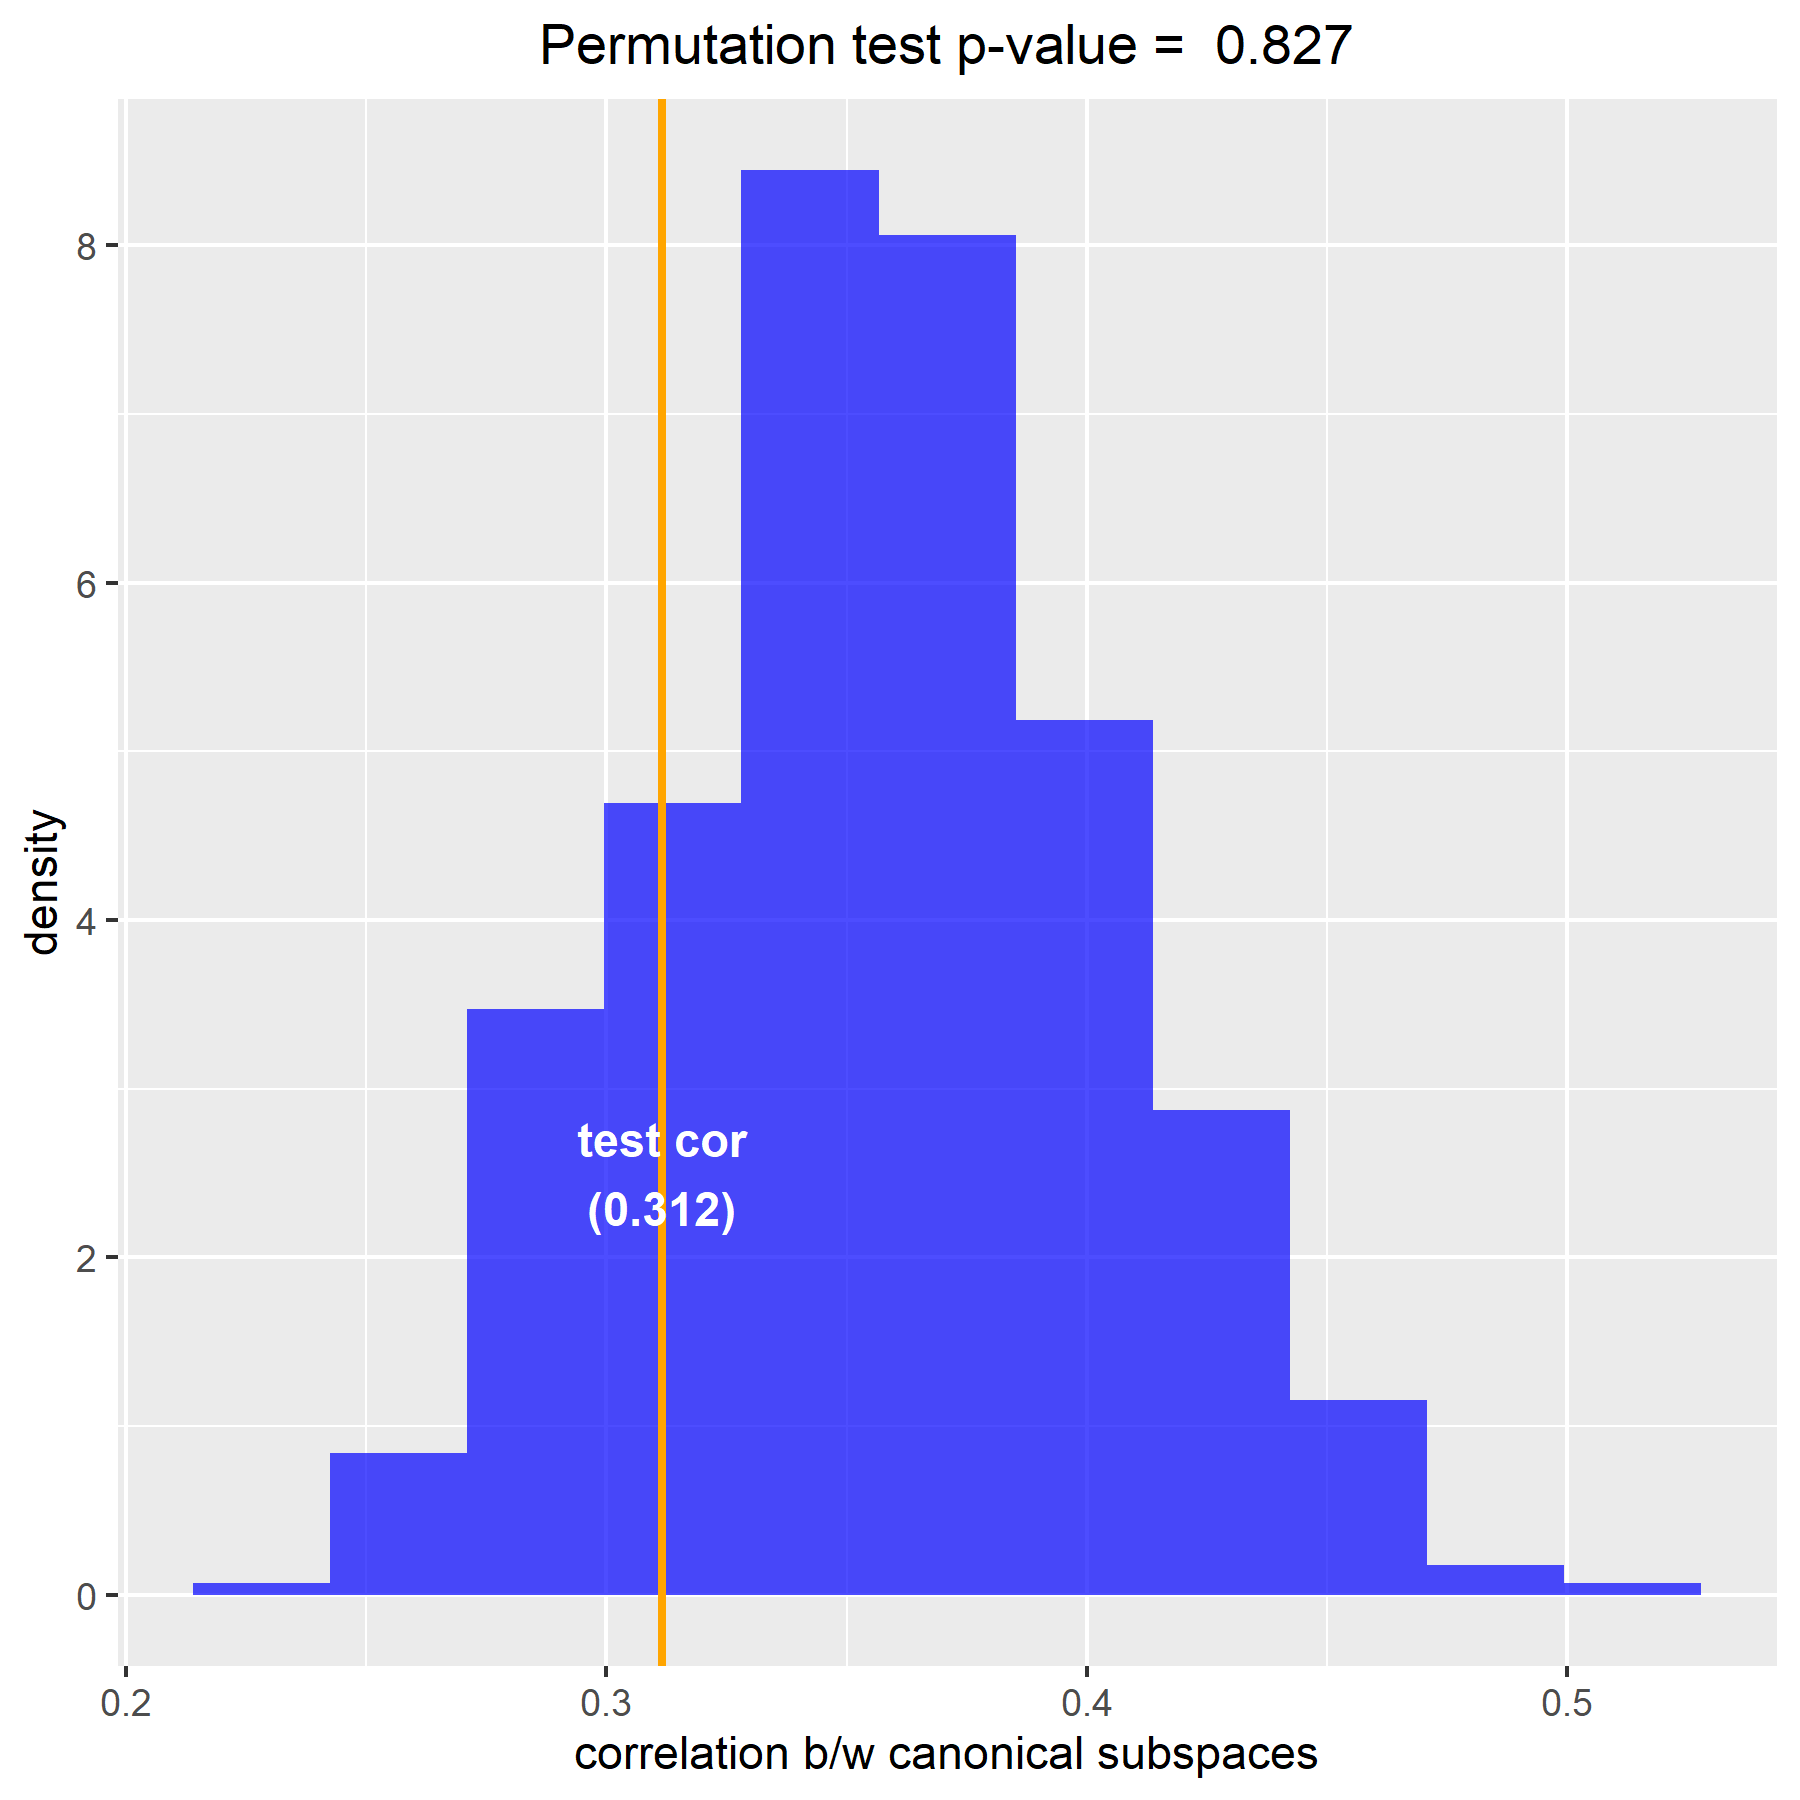 Permutation test p-value =  0.827
density
8
6
4
2
0
test cor
(0.312)
0.2 0.3 0.4 0.5
correlation b/w canonical subspaces